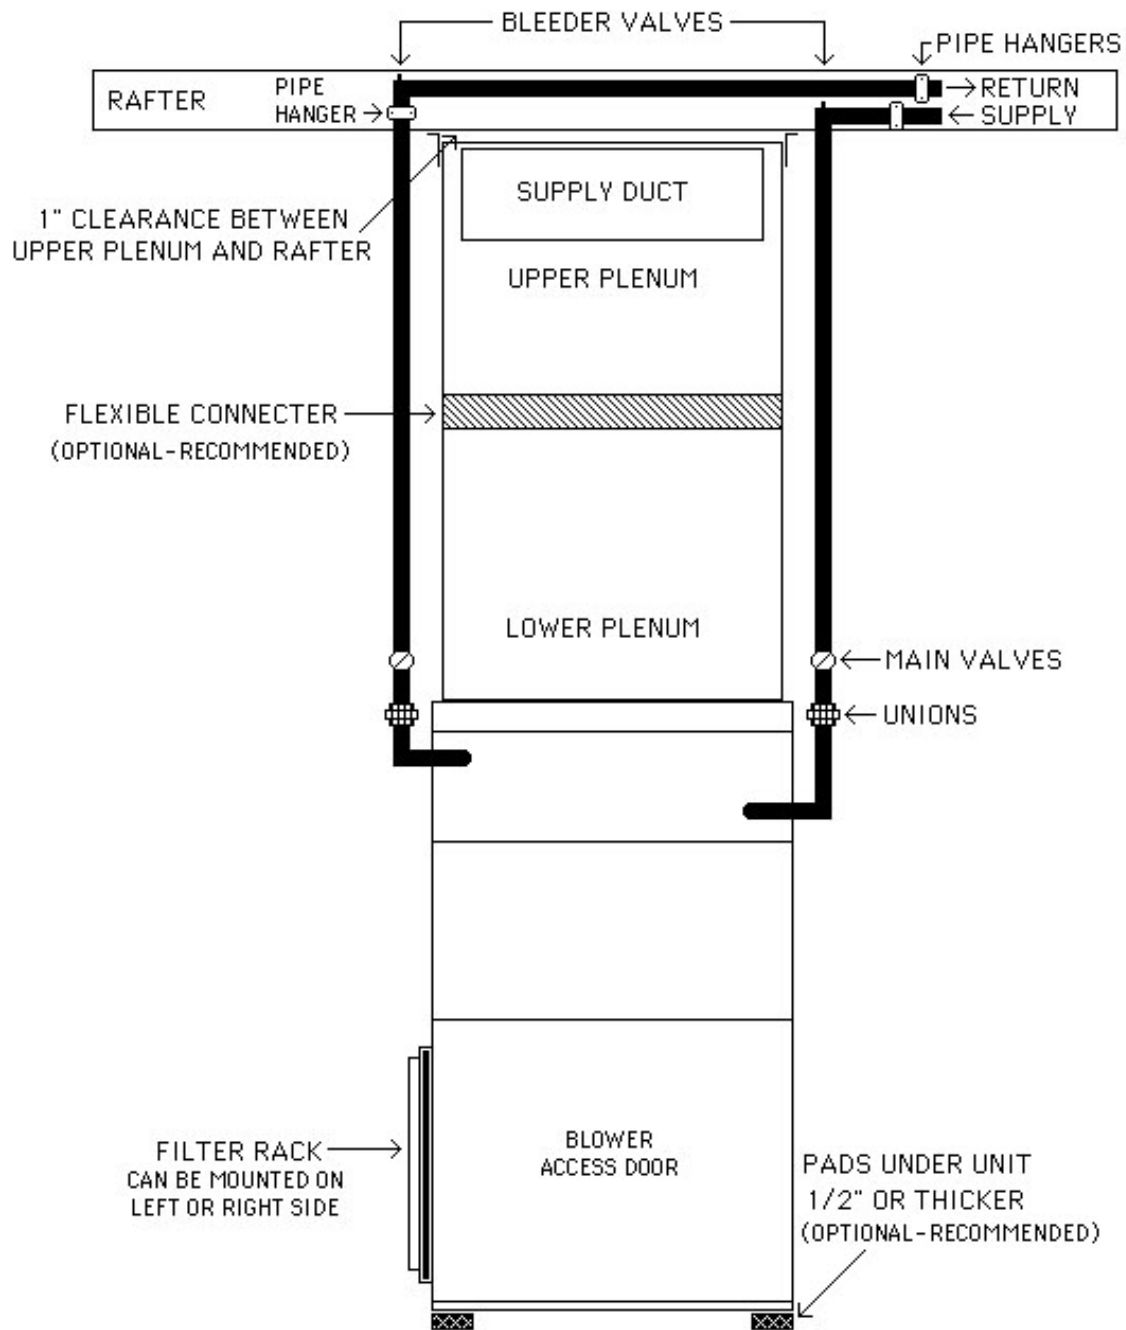 BLEEDER VALVES
PIPE HANGERS
RAFTER
PIPE
HANGER
RETURN
SUPPLY
SUPPLY DUCT
1" CLEARANCE BETWEEN
UPPER PLENUM AND RAFTER
UPPER PLENUM
FLEXIBLE CONNECTER
(OPTIONAL-RECOMMENDED)
LOWER PLENUM
MAIN VALVES
UNIONS
FILTER RACK
CAN BE MOUNTED ON
LEFT OR RIGHT SIDE
BLOWER
ACCESS DOOR
PADS UNDER UNIT
1/2" OR THICKER
(OPTIONAL-RECOMMENDED)